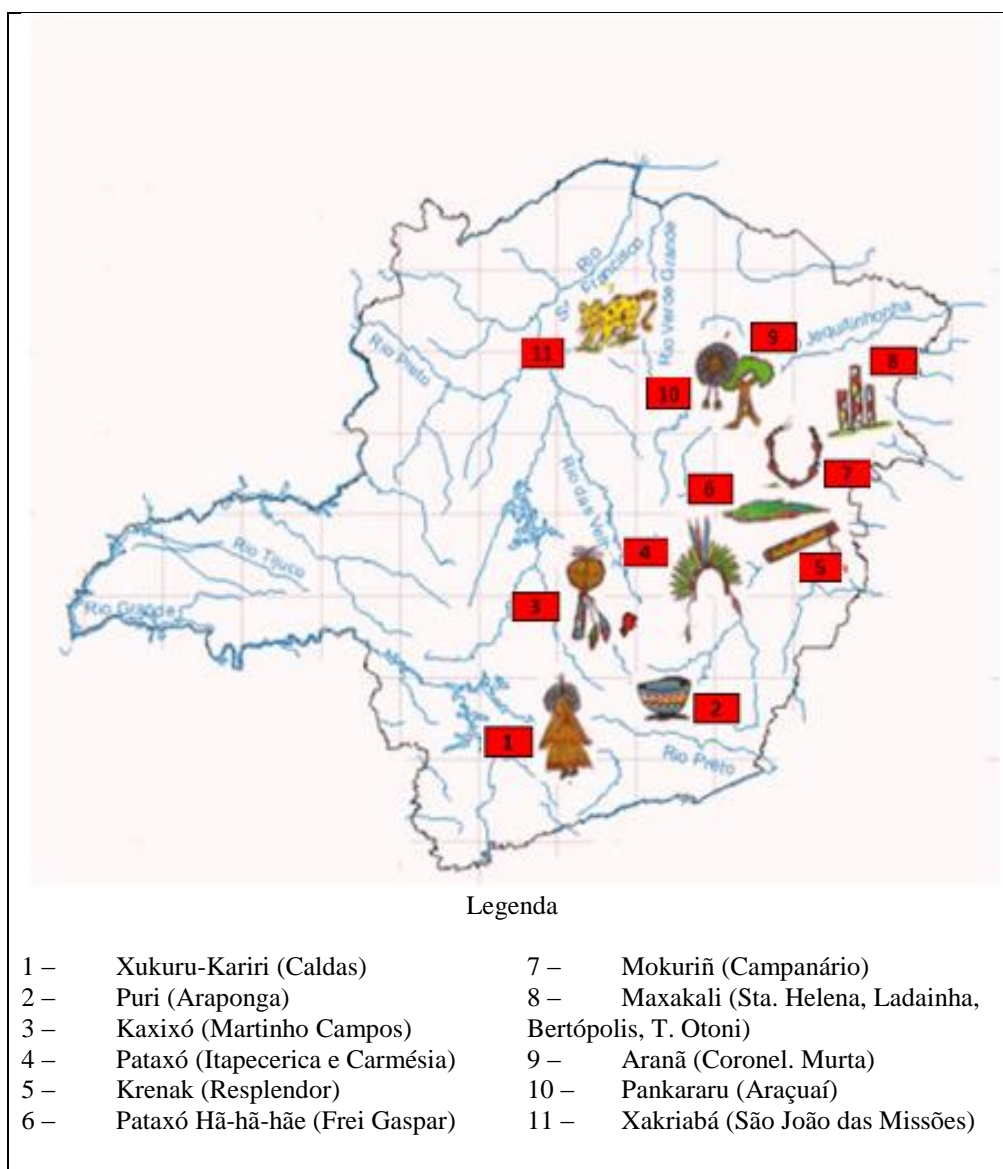 Rio
Sº Francisco
Rio Verde Grande
Jequitinhonha
9
8
11
Rio Preto
10
7
6
Rio das Velhas
4
5
Rio Tijuco
3
Rio Grande
2
1
Rio Prêto
Legenda
1 – Xukuru-Kariri (Caldas)
2 – Puri (Araponga)
3 – Kaxixó (Martinho Campos)
4 – Pataxó (Itapecerica e Carmésia)
5 – Krenak (Resplendor)
6 – Pataxó Hã-hã-hãe (Frei Gaspar)
7 – Mokuriñ (Campanário)
8 – Maxakali (Sta. Helena, Ladainha,
Bertópolis, T. Otoni)
9 – Aranã (Coronel. Murta)
10 – Pankararu (Araçuaí)
11 – Xakriabá (São João das Missões)